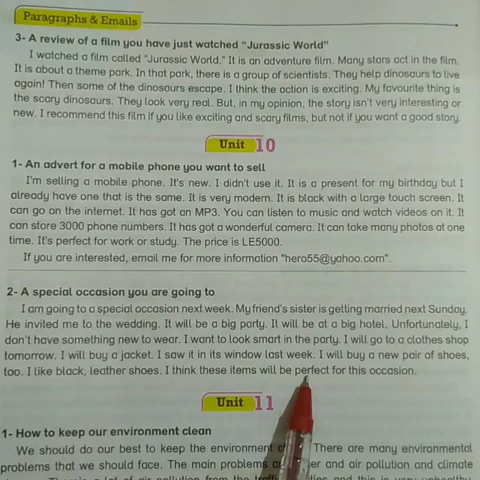 Paragraphs & Emails
3- A review of a film you have just watched "Jurassic World"
I watched a film called "Jurassic World." It is an adventure film. Many stars act in the film.
It is about a theme park. In that park, there is a group of scientists. They help dinosaurs to live
again! Then some of the dinosaurs escape. I think the action is exciting. My favourite thing is
the scary dinosaurs. They look very real. But, in my opinion, the story isn't very interesting or
new. I recommend this film if you like exciting and scary films, but not if you want a good story.
Unit 10
1- An advert for a mobile phone you want to sell
I'm selling a mobile phone. It's new. I didn't use it. It is a present for my birthday but I
already have one that is the same. It is very modern. It is black with a large touch screen. It
can go on the internet. It has got an MP3. You can listen to music and watch videos on it. It
can store 3000 phone numbers. It has got a wonderful camera. It can take many photos at one
time. It's perfect for work or study. The price is LE5000.
If you are interested, email me for more information "hero55@yahoo.com".
2- A special occasion you are going to
I am going to a special occasion next week. My friend's sister is getting married next Sunday.
He invited me to the wedding. It will be a big party. It will be at a big hotel. Unfortunately, I
don't have something new to wear. I want to look smart in the party. I will go to a clothes shop
tomorrow. I will buy a jacket. I saw it in its window last week. I will buy a new pair of shoes,
too. I like black, leather shoes. I think these items will be perfect for this occasion.
Unit 11
1- How to keep our environment clean
We should do our best to keep the environment There are many environmental
problems that we should face. The main problems and air pollution and climate